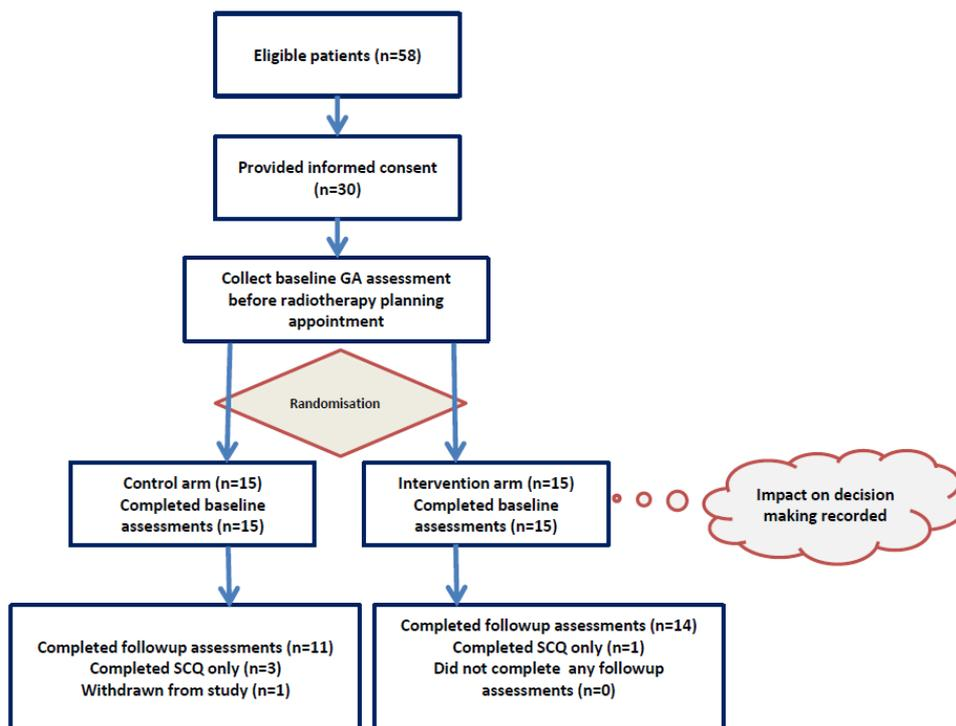 Eligible patients (n=58)
Provided informed consent
(n=30)
Collect baseline GA assessment
before radiotherapy planning
appointment
Randomisation
Control arm (n=15)
Completed baseline
assessments (n=15)
Intervention arm (n=15)
Completed baseline
assessments (n=15)
Impact on decision
making recorded
Completed followup assessments (n=11)
Completed SCQ only (n=3)
Withdrawn from study (n=1)
Completed followup assessments (n=14)
Completed SCQ only (n=1)
Did not complete any followup
assessments (n=0)